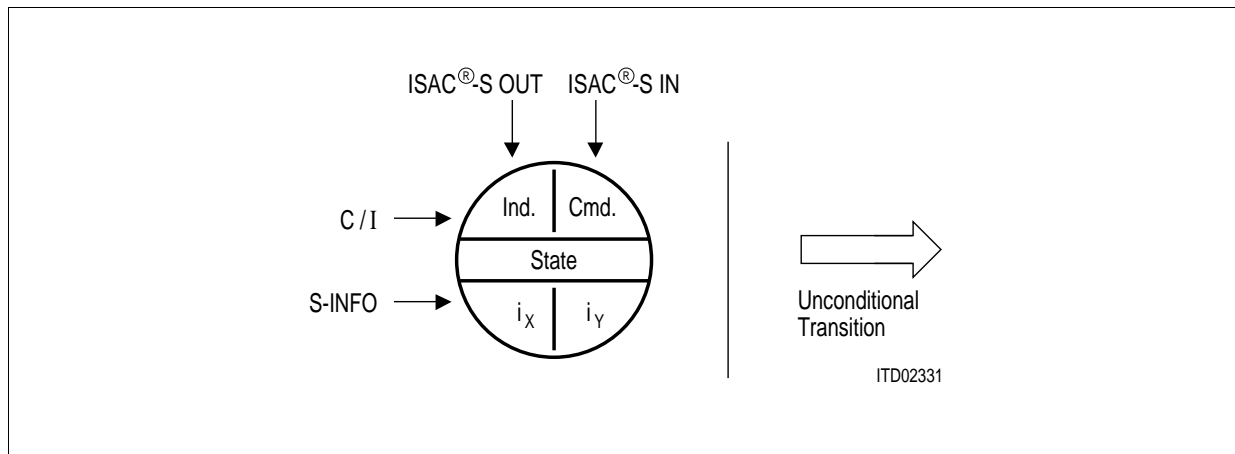 ISAC®-S OUT ISAC®-S IN
C/I
Ind. Cmd.
State
S-INFO
iX iY
Unconditional
Transition
ITD02331